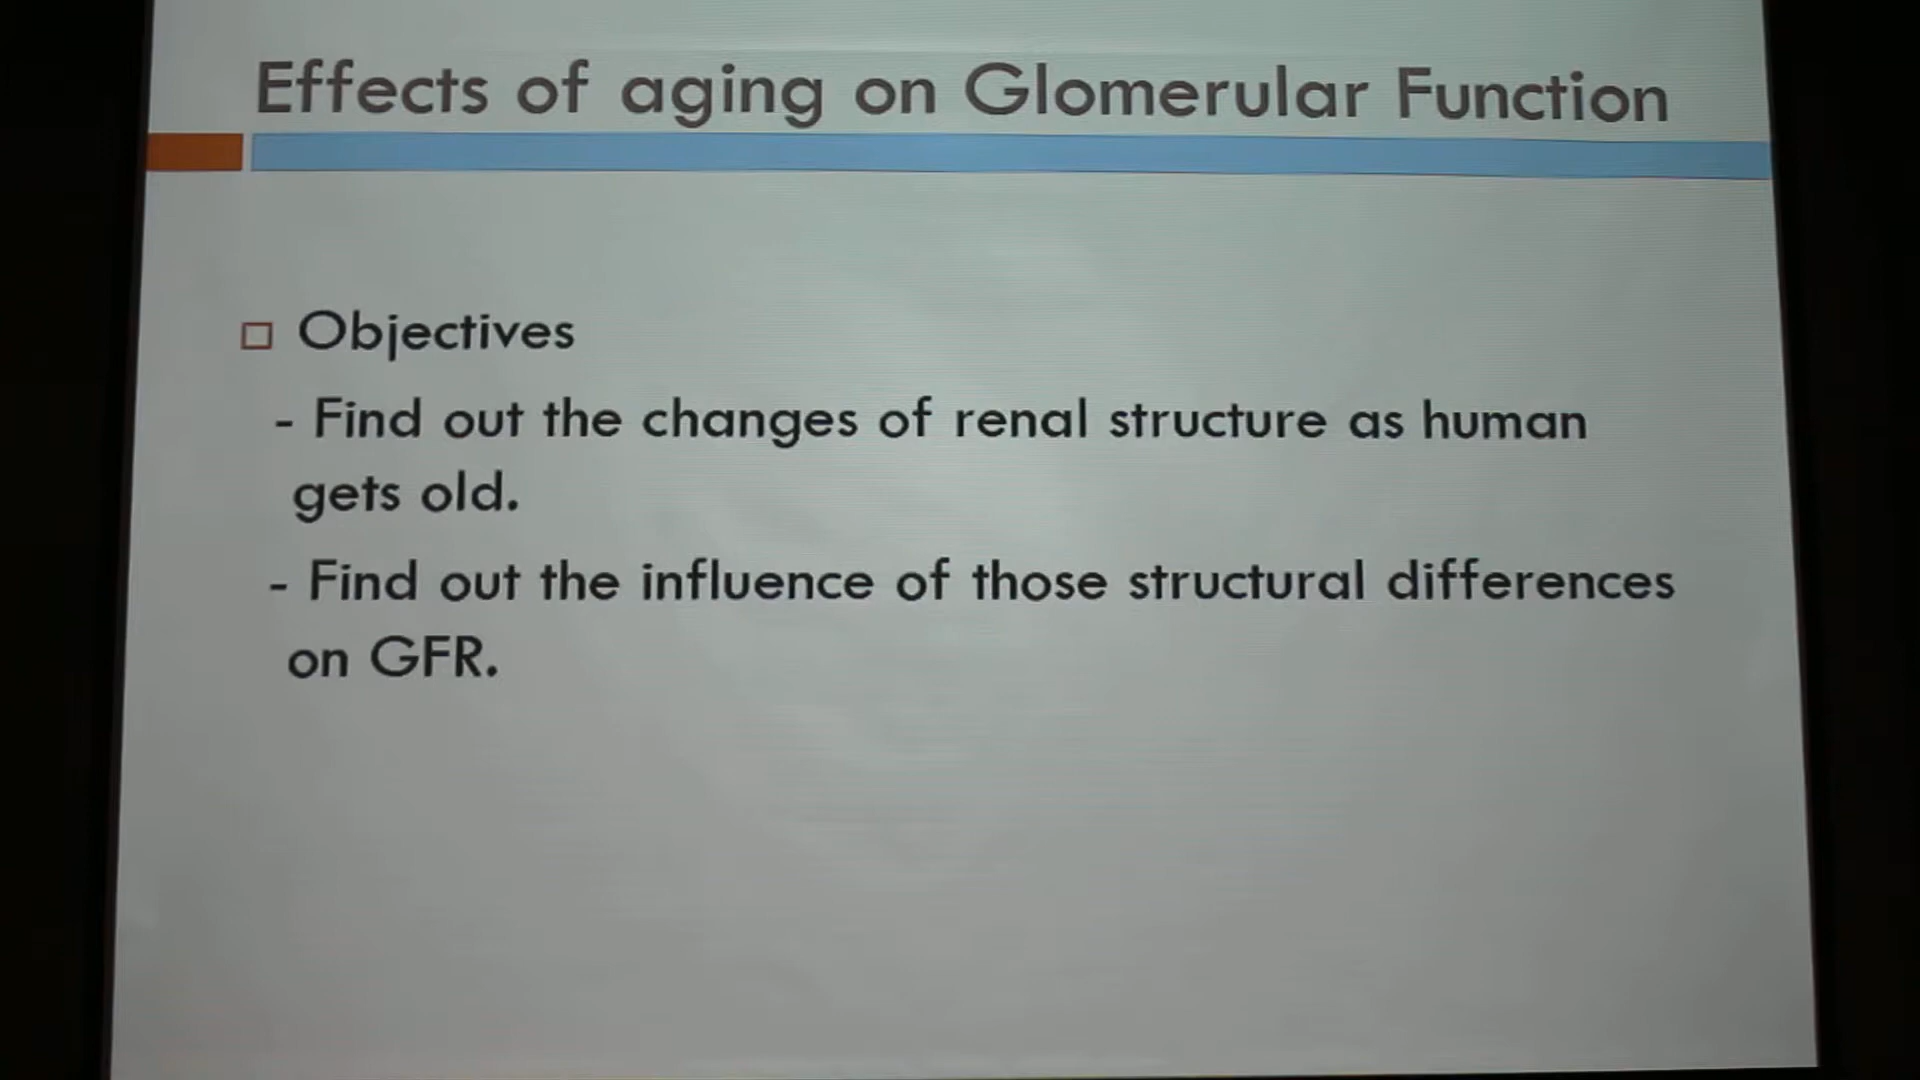 Effects of aging on Glomerular Function
Objectives
- Find out the changes of renal structure as human
gets old.
- Find out the influence of those structural differences
on GFR.